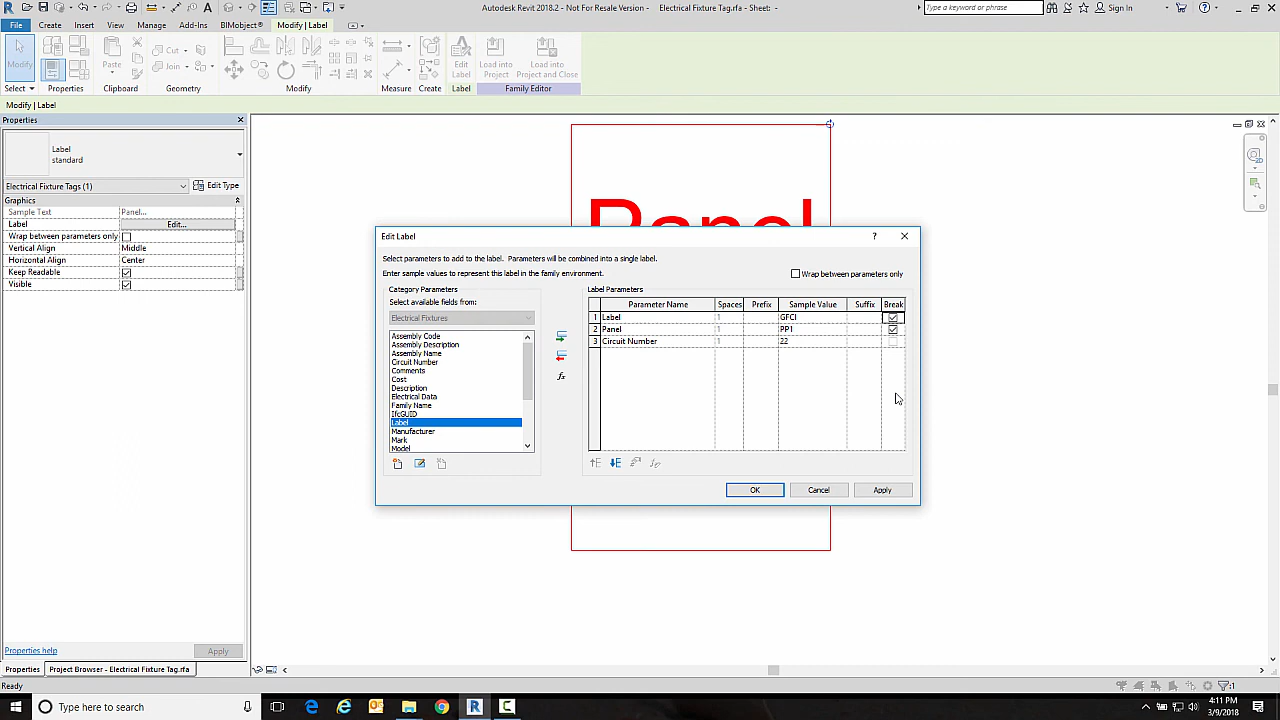 Autodesk Revit 2018.2 - Not For Resale Version - Electrical Fixture Tag.rfa - Sheet: -
Type a keyword or phrase
Sign In
File Create Insert View Manage Add-Ins BIMobject® Modify | Label
Modify
Paste
Cut
Join
Edit Label
Load into Project
Load into Project and Close
Select Properties Clipboard Geometry Modify Measure Create Label Family Editor
Modify | Label
Properties
Label
standard
Electrical Fixture Tags (1)
Edit Type
Graphics
Sample Text Panel...
Label Edit...
Wrap between parameters only
Vertical Align Middle
Horizontal Align Center
Keep Readable
Visible
Panel
Edit Label
Select parameters to add to the label. Parameters will be combined into a single label.
Enter sample values to represent this label in the family environment.
Wrap between parameters only
Category Parameters
Select available fields from:
Electrical Fixtures
Assembly Code
Assembly Description
Assembly Name
Circuit Number
Comments
Cost
Description
Electrical Data
Family Name
IfcGUID
Label
Manufacturer
Mark
Model
Label Parameters
Parameter Name Spaces Prefix Sample Value Suffix Break
1 Label 1 GFCI
2 Panel 1 PP1
3 Circuit Number 1 22
OK Cancel Apply
Properties help
Apply
Properties Project Browser - Electrical Fixture Tag.rfa
Ready
:1
Type here to search
4:11 PM
3/9/2018